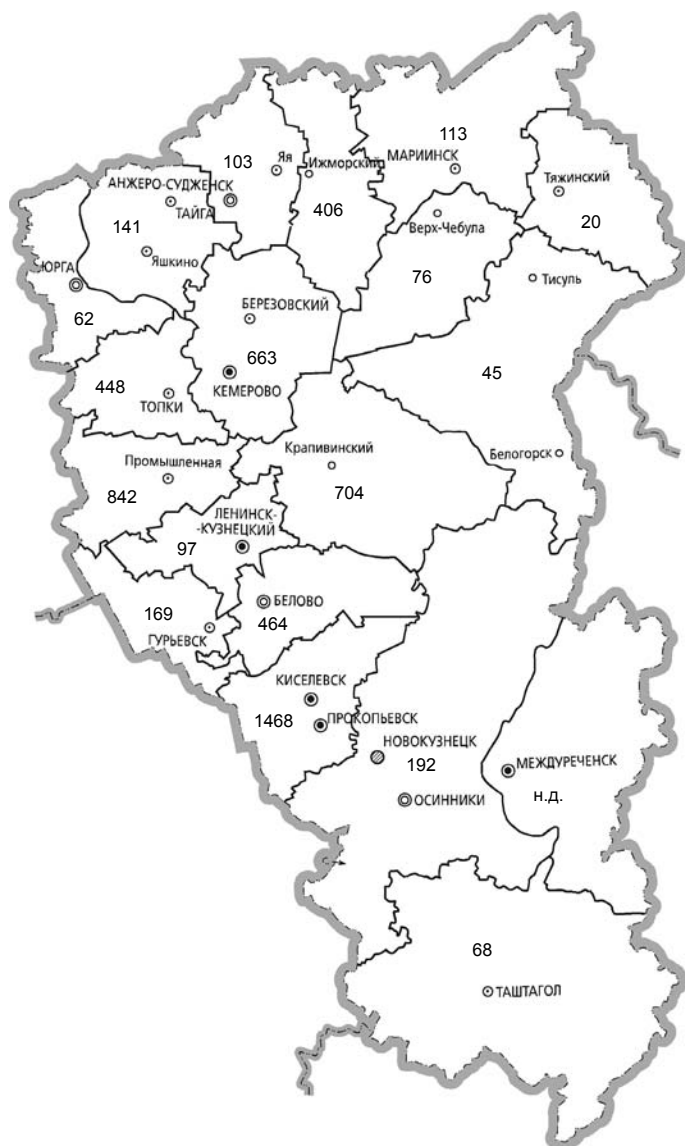 113
МАРИИНСК
103
Яя
Ижморский
Тяжинский
АНЖЕРО-СУДЖЕНСК
ТАЙГА
406
Верх-Чебула
20
141
Яшкино
ЮРГА
76
Тисуль
62
БЕРЕЗОВСКИЙ
663
КЕМЕРОВО
45
448
ТОПКИ
Крапивинский
Белогорск
Промышленная
842
704
ЛЕНИНСК-
-КУЗНЕЦКИЙ
97
БЕЛОВО
169
464
ГУРЬЕВСК
КИСЕЛЕВСК
1468
ПРОКОПЬЕВСК
НОВОКУЗНЕЦК
192
МЕЖДУРЕЧЕНСК
н.д.
ОСИННИКИ
68
ТАШТАГОЛ